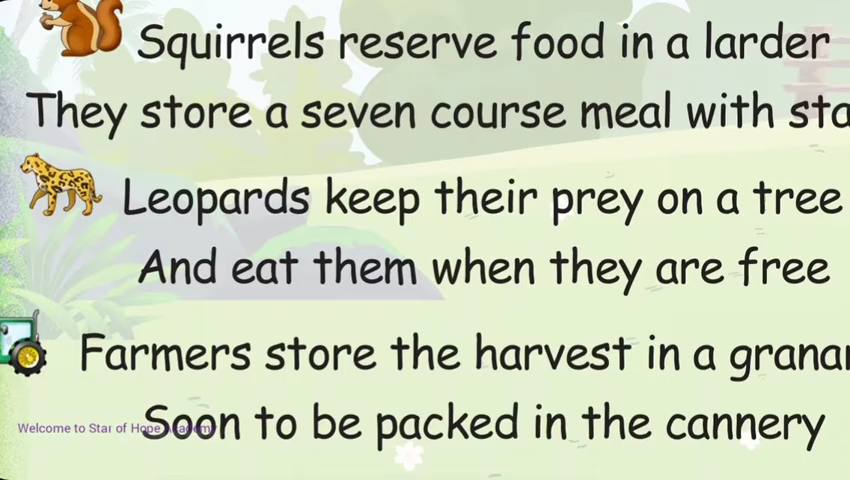 Squirrels reserve food in a larder
They store a seven course meal with
Leopards keep their prey on a tree
And eat them when they are free
Farmers store the harvest in a
Soon to be packed in the cannery
Welcome to Star of Hope Academy